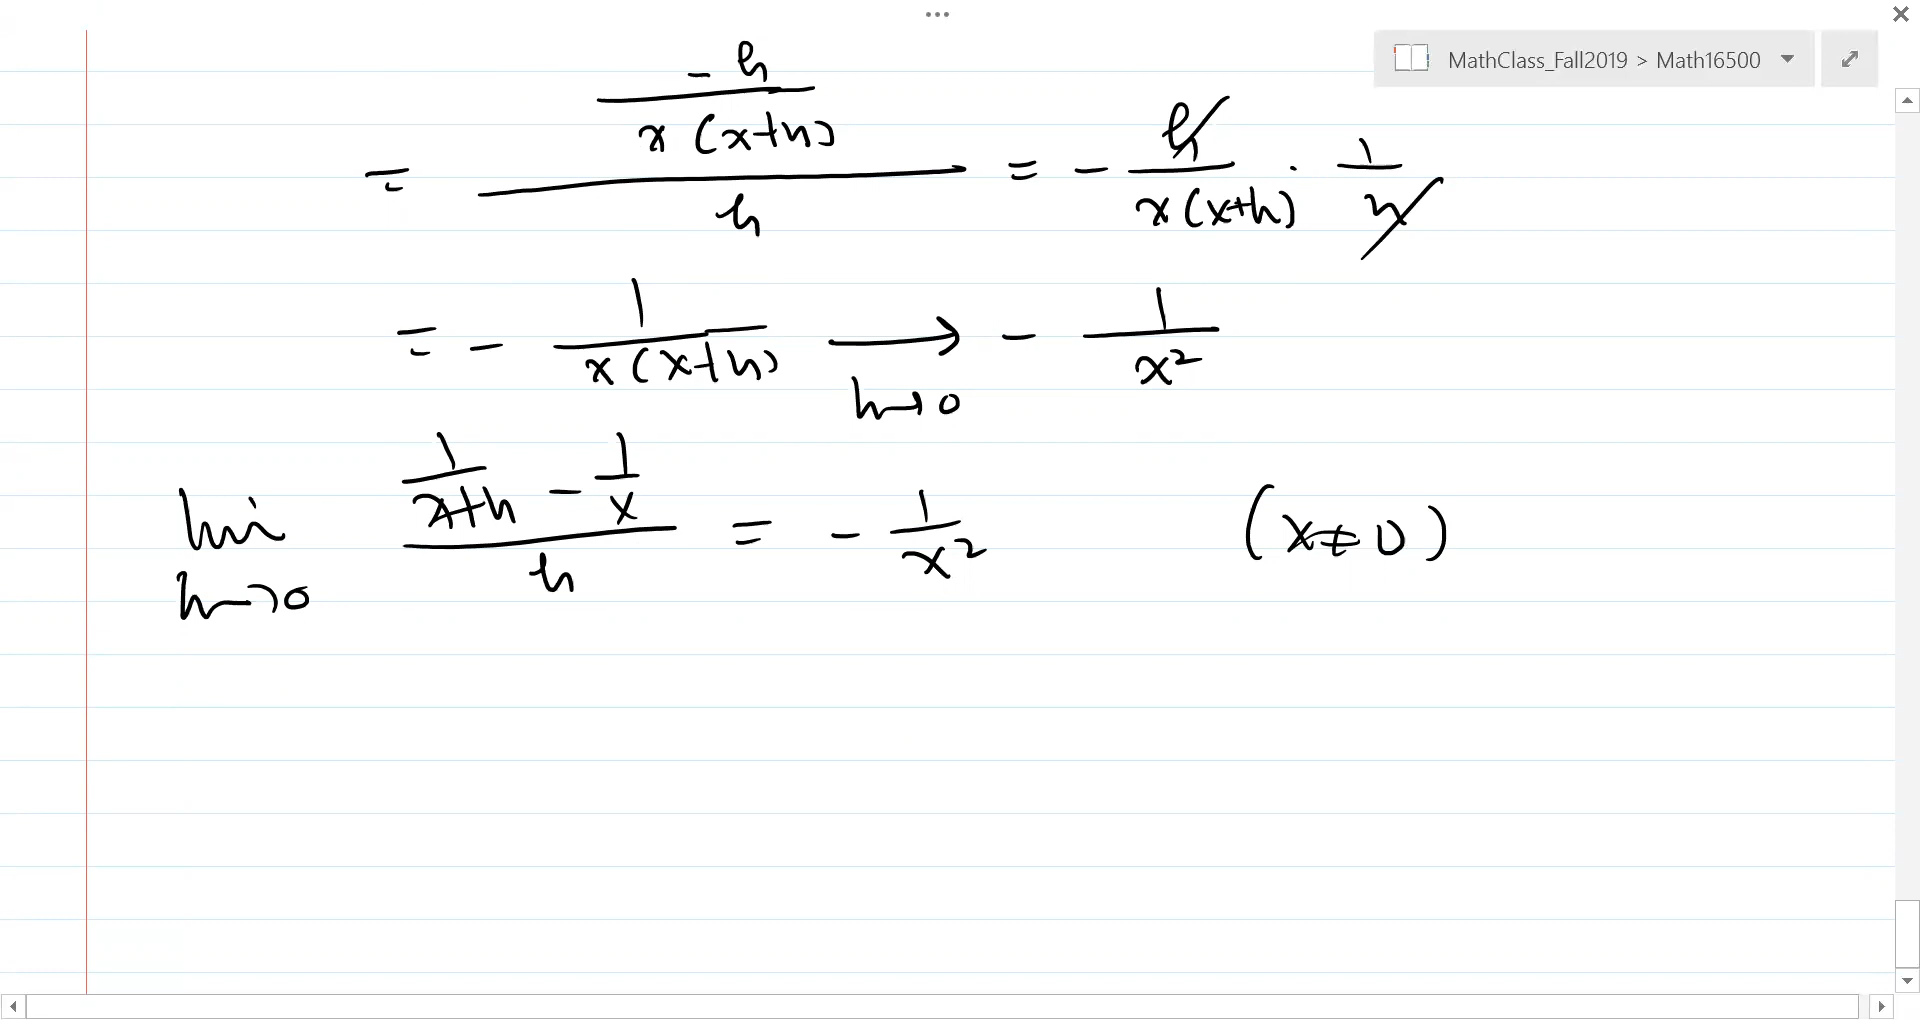 MathClass_Fall2019 > Math16500
= (-h / x(x+h)) / h = - h / x(x+h) · 1/h
= - 1 / x(x+h) ⟶ - 1/x²
h→0
lim h→0 (1/(x+h) - 1/x) / h = - 1/x² (x≠0)